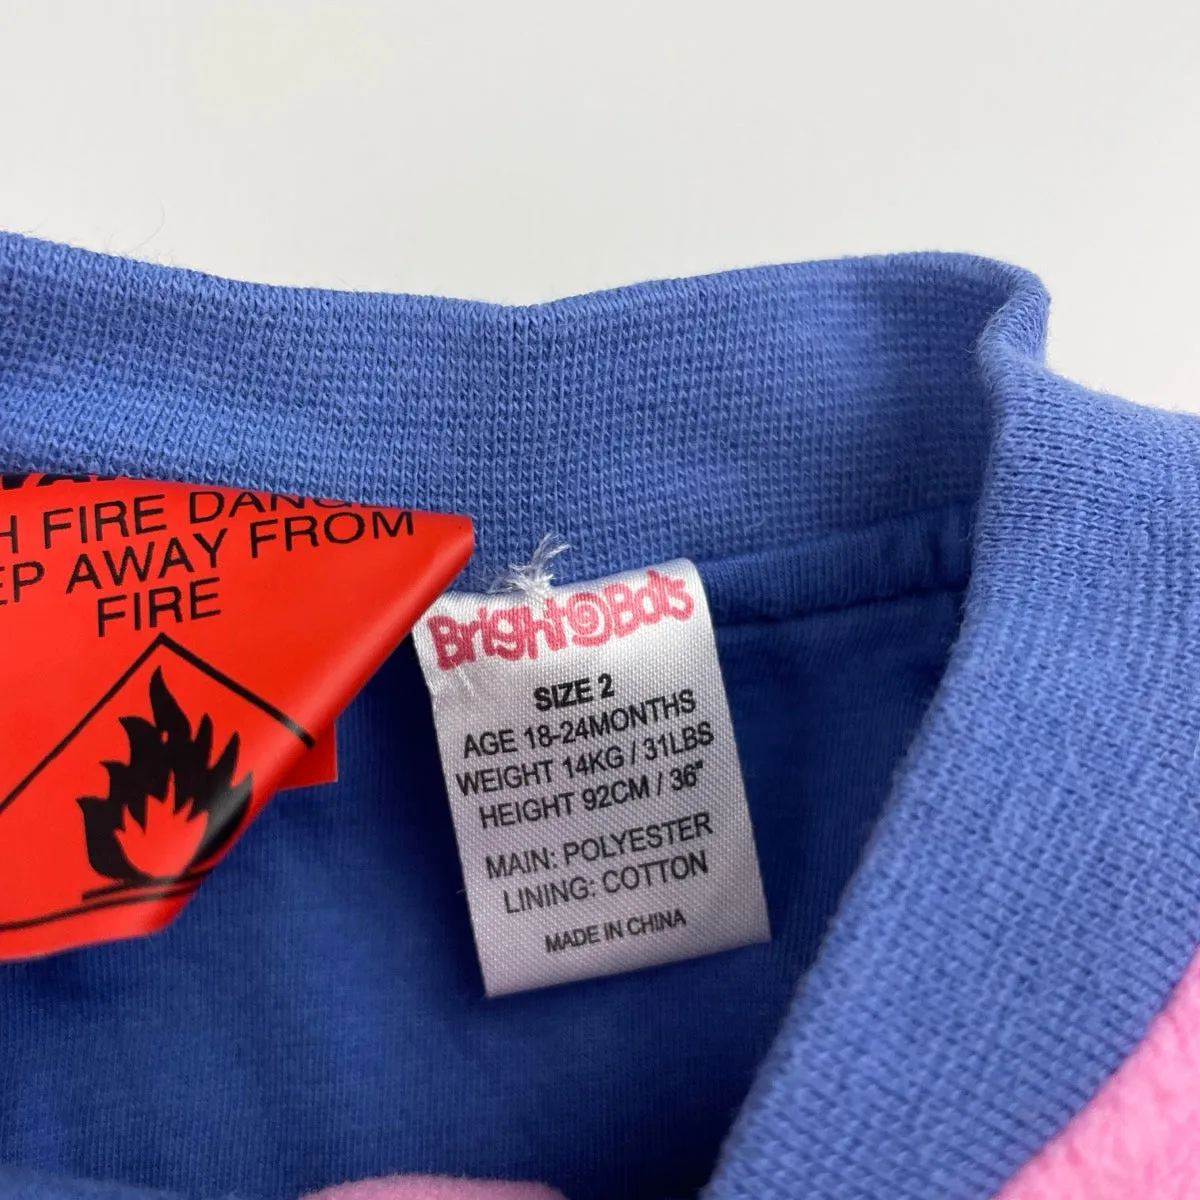 H FIRE DANGE
EP AWAY FROM
FIRE
BrightBots
SIZE 2
AGE 18-24MONTHS
WEIGHT 14KG / 31LBS
HEIGHT 92CM / 36"
MAIN: POLYESTER
LINING: COTTON
MADE IN CHINA